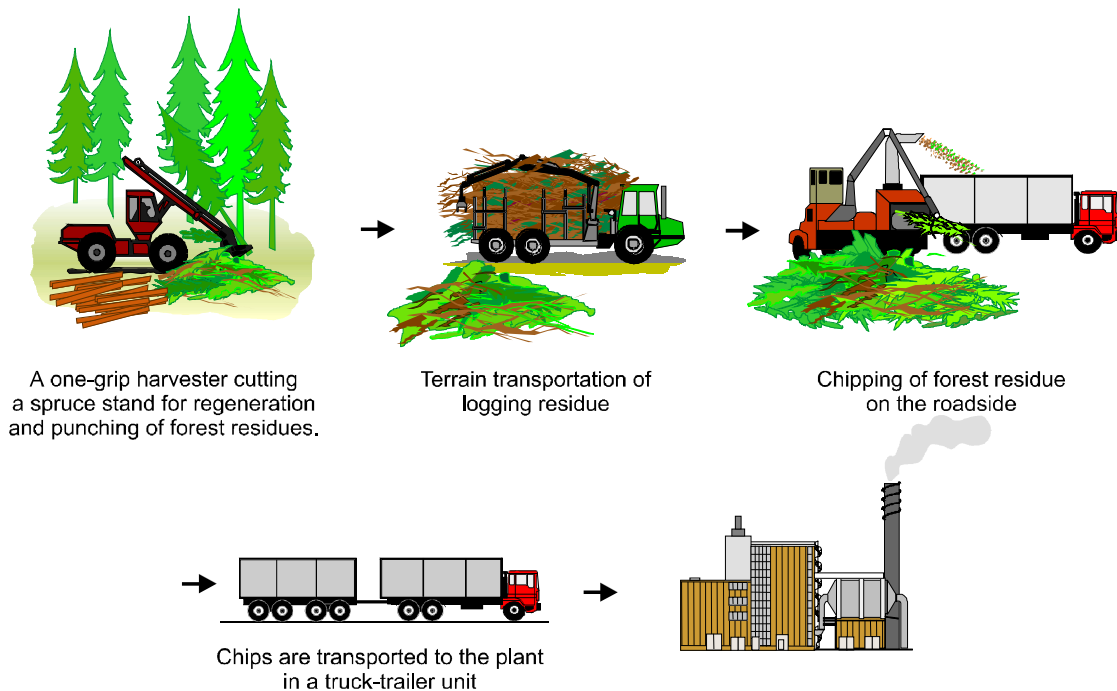 A one-grip harvester cutting
a spruce stand for regeneration
and punching of forest residues.
Terrain transportation of
logging residue
Chipping of forest residue
on the roadside
Chips are transported to the plant
in a truck-trailer unit